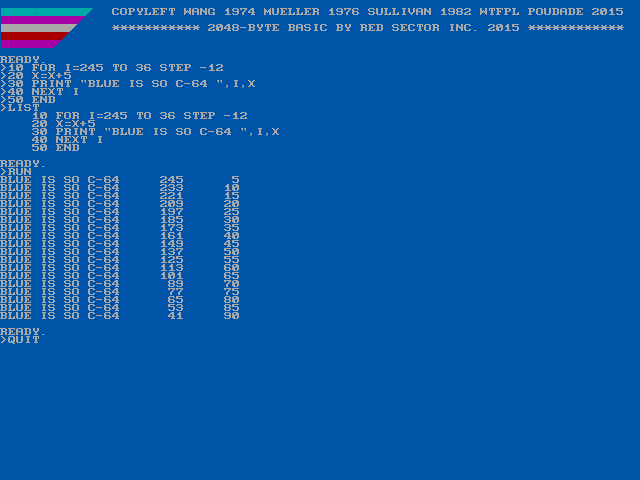 COPYLEFT WANG 1974 MUELLER 1976 SULLIVAN 1982 WTFPL POUDADE 2015
*********** 2048-BYTE BASIC BY RED SECTOR INC. 2015 ************
READY.
>10 FOR I=245 TO 36 STEP -12
>20 X=X+5
>30 PRINT "BLUE IS SO C-64 ",I,X
>40 NEXT I
>50 END
>LIST
    10 FOR I=245 TO 36 STEP -12
    20 X=X+5
    30 PRINT "BLUE IS SO C-64 ",I,X
    40 NEXT I
    50 END
READY.
>RUN
BLUE IS SO C-64     245      5
BLUE IS SO C-64     233     10
BLUE IS SO C-64     221     15
BLUE IS SO C-64     209     20
BLUE IS SO C-64     197     25
BLUE IS SO C-64     185     30
BLUE IS SO C-64     173     35
BLUE IS SO C-64     161     40
BLUE IS SO C-64     149     45
BLUE IS SO C-64     137     50
BLUE IS SO C-64     125     55
BLUE IS SO C-64     113     60
BLUE IS SO C-64     101     65
BLUE IS SO C-64      89     70
BLUE IS SO C-64      77     75
BLUE IS SO C-64      65     80
BLUE IS SO C-64      53     85
BLUE IS SO C-64      41     90
READY.
>QUIT